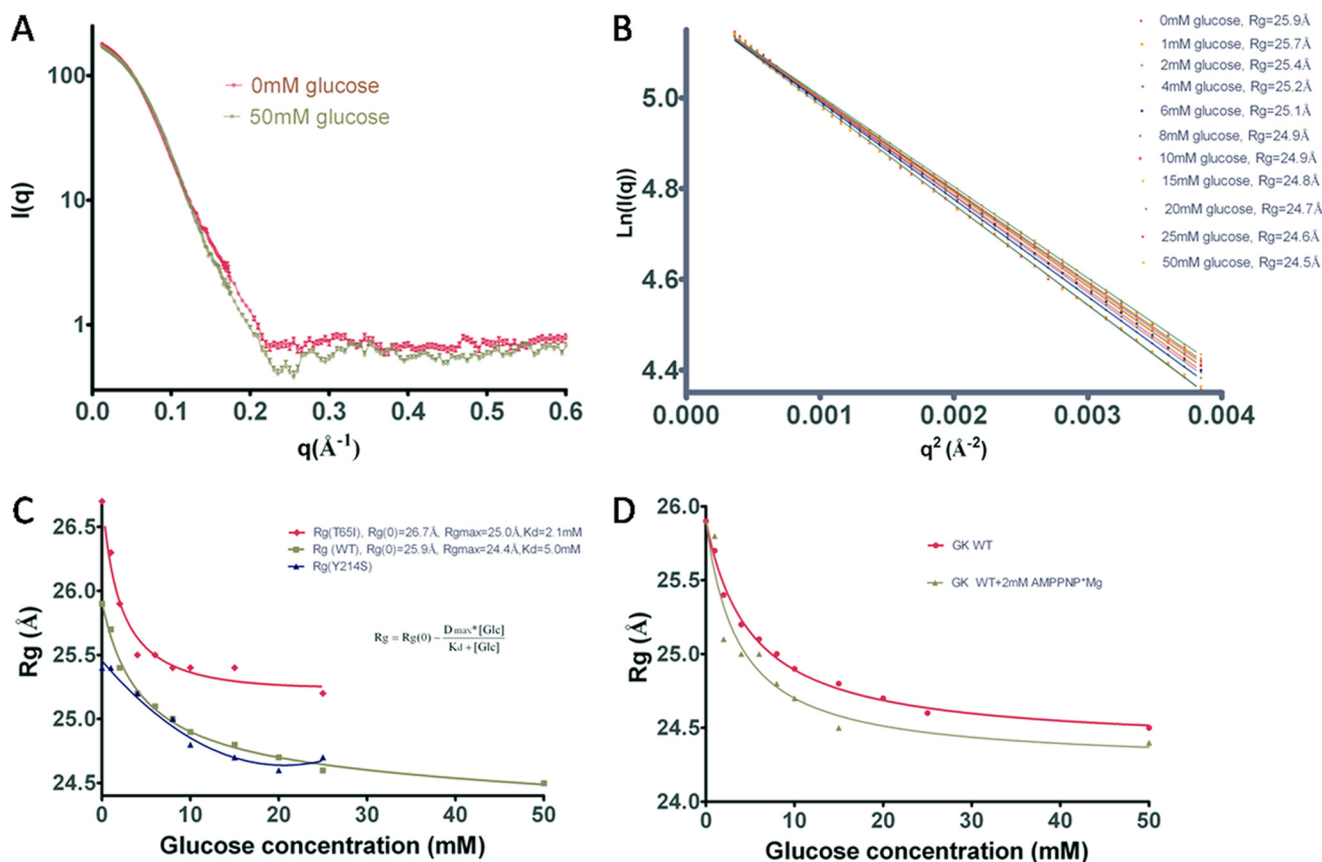 A
I(q)
100
10
1
0mM glucose
50mM glucose
0.0 0.1 0.2 0.3 0.4 0.5 0.6
q(Å⁻¹)
B
Ln(I(q))
5.0
4.8
4.6
4.4
0.000 0.001 0.002 0.003 0.004
q² (Å⁻²)
0mM glucose, Rg=25.9Å
1mM glucose, Rg=25.7Å
2mM glucose, Rg=25.4Å
4mM glucose, Rg=25.2Å
6mM glucose, Rg=25.1Å
8mM glucose, Rg=24.9Å
10mM glucose, Rg=24.9Å
15mM glucose, Rg=24.8Å
20mM glucose, Rg=24.7Å
25mM glucose, Rg=24.6Å
50mM glucose, Rg=24.5Å
C
Rg (Å)
26.5
26.0
25.5
25.0
24.5
Rg(T65I), Rg(0)=26.7Å, Rgmax=25.0Å,Kd=2.1mM
Rg (WT), Rg(0)=25.9Å, Rgmax=24.4Å,Kd=5.0mM
Rg(Y214S)
Rg = Rg(0) − Dmax*[Glc] / Kd + [Glc]
0 10 20 30 40 50
Glucose concentration (mM)
D
Rg (Å)
26.0
25.5
25.0
24.5
24.0
GK WT
GK WT+2mM AMPPNP*Mg
0 10 20 30 40 50
Glucose concentration (mM)